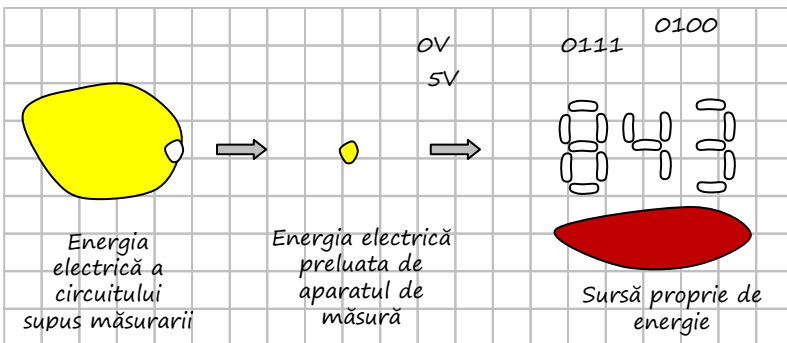 0V
5V
0111
0100
843
Energia
electrică a
circuitului
supus măsurarii
Energia electrică
preluata de
aparatul de
măsură
Sursă proprie de
energie